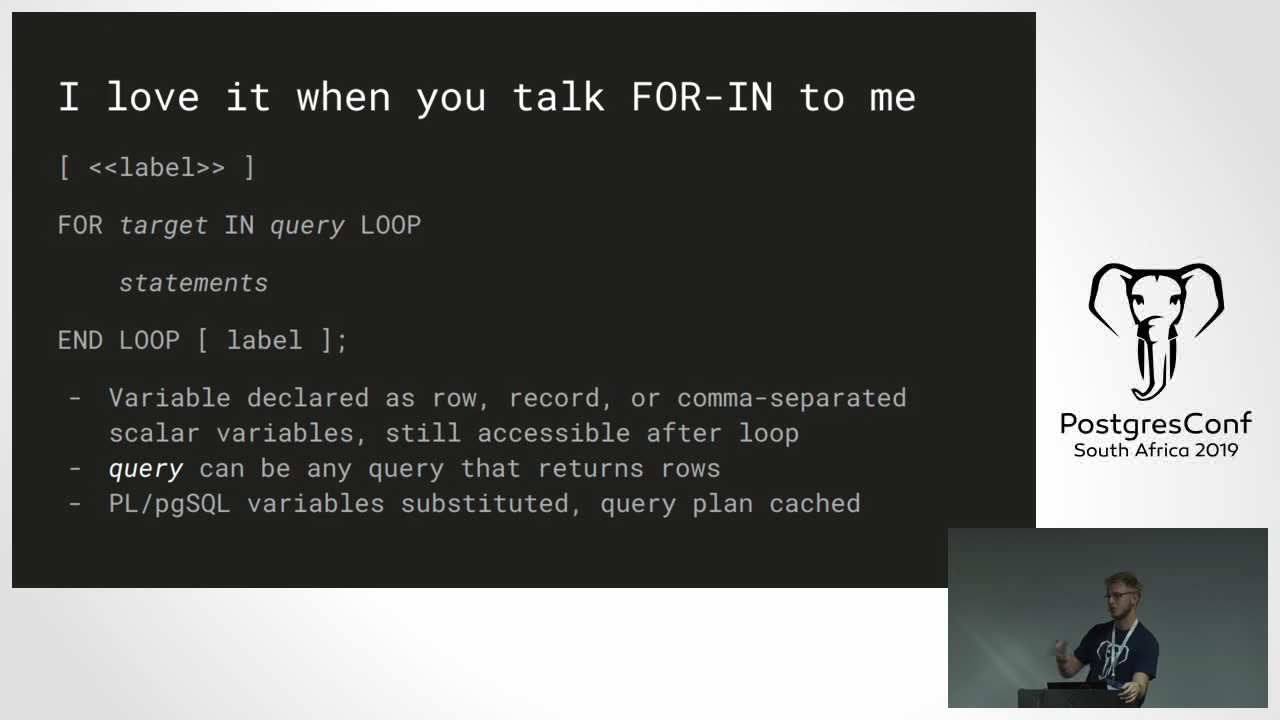 I love it when you talk FOR-IN to me
[ <<label>> ]
FOR target IN query LOOP
statements
END LOOP [ label ];
- Variable declared as row, record, or comma-separated
scalar variables, still accessible after loop
- query can be any query that returns rows
- PL/pgSQL variables substituted, query plan cached
PostgresConf
South Africa 2019